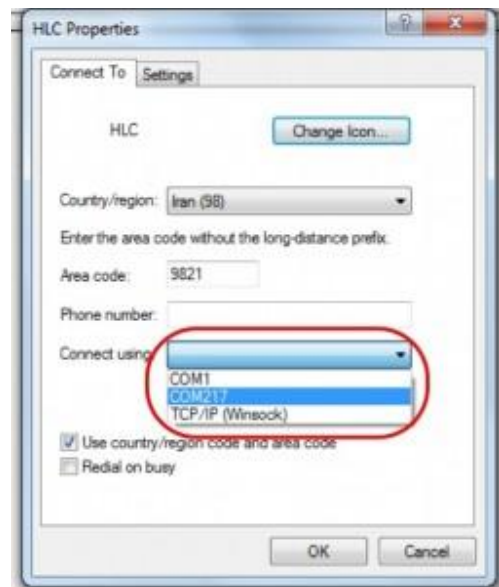 HLC Properties
Connect To Settings
HLC
Change Icon...
Country/region: Iran (98)
Enter the area code without the long-distance prefix.
Area code: 9821
Phone number:
Connect using:
COM1
COM217
TCP/IP (Winsock)
Use country/region code and area code
Redial on busy
OK Cancel